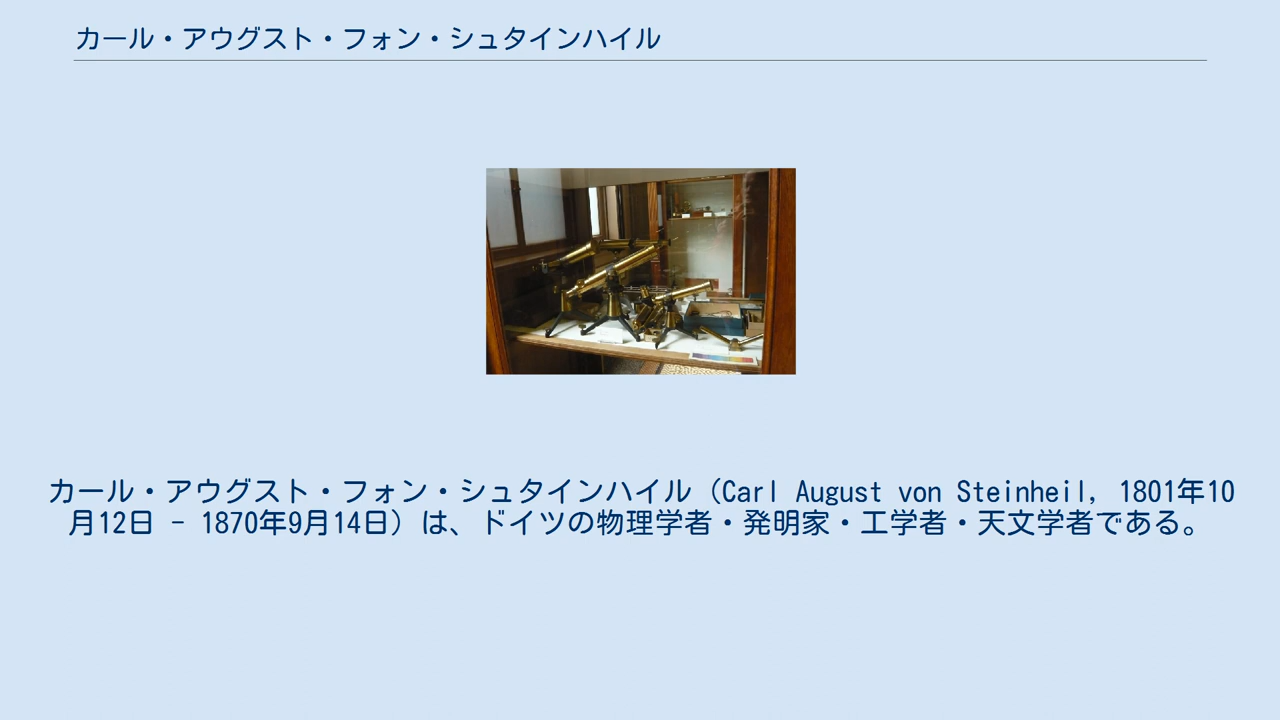 カール・アウグスト・フォン・シュタインハイル
カール・アウグスト・フォン・シュタインハイル（Carl August von Steinheil, 1801年10
月12日 - 1870年9月14日）は、ドイツの物理学者・発明家・工学者・天文学者である。